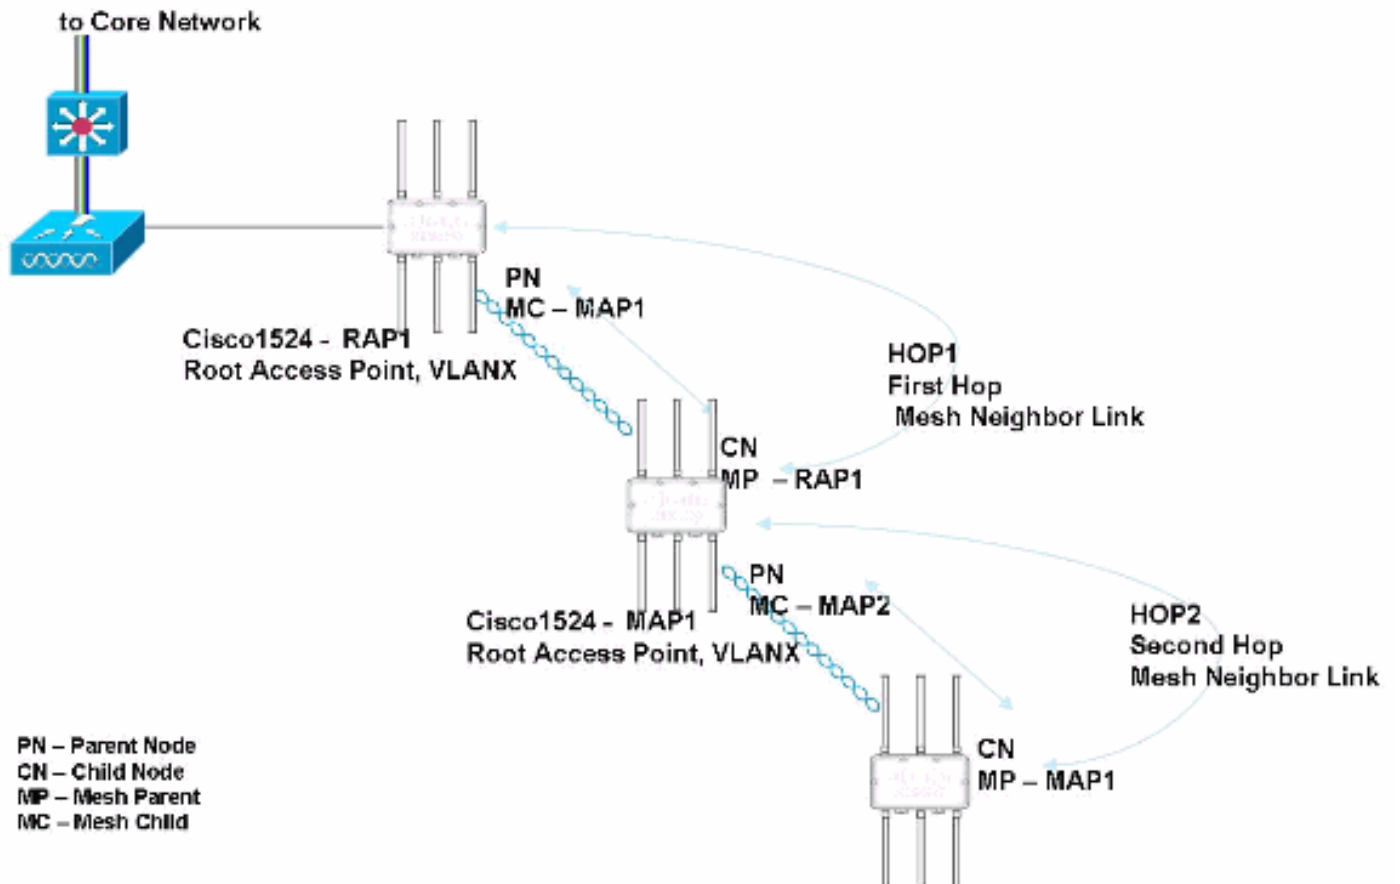 to Core Network
PN
MC – MAP1
Cisco1524 - RAP1
Root Access Point, VLANX
HOP1
First Hop
Mesh Neighbor Link
CN
MP – RAP1
PN
MC – MAP2
Cisco1524 - MAP1
Root Access Point, VLANX
HOP2
Second Hop
Mesh Neighbor Link
CN
MP – MAP1
PN – Parent Node
CN – Child Node
MP – Mesh Parent
MC – Mesh Child